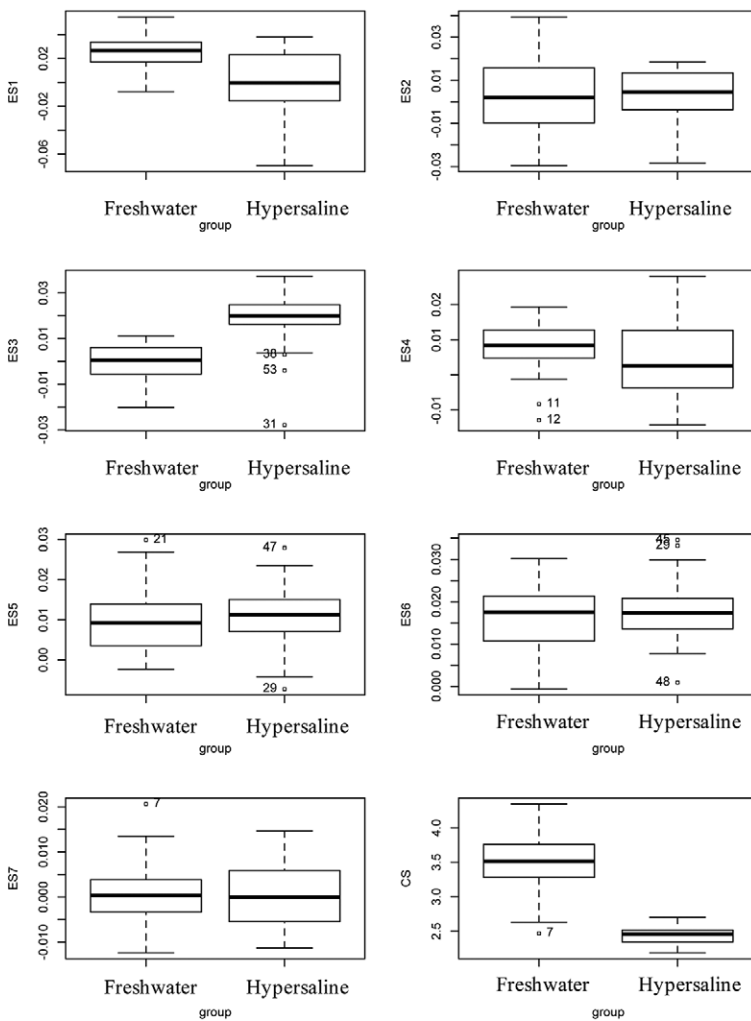 ES1
0.02
-0.02
-0.06
Freshwater Hypersaline
group
ES2
0.03
0.01
-0.01
-0.03
Freshwater Hypersaline
group
ES3
0.03
0.01
-0.01
-0.03
38
53
31
Freshwater Hypersaline
group
ES4
0.02
0.01
-0.01
11
12
Freshwater Hypersaline
group
ES5
0.03
0.02
0.01
0.00
21
47
29
Freshwater Hypersaline
group
ES6
0.030
0.020
0.010
0.000
45
29
48
Freshwater Hypersaline
group
ES7
0.020
0.010
0.000
-0.010
7
Freshwater Hypersaline
group
CS
4.0
3.5
3.0
2.5
7
Freshwater Hypersaline
group